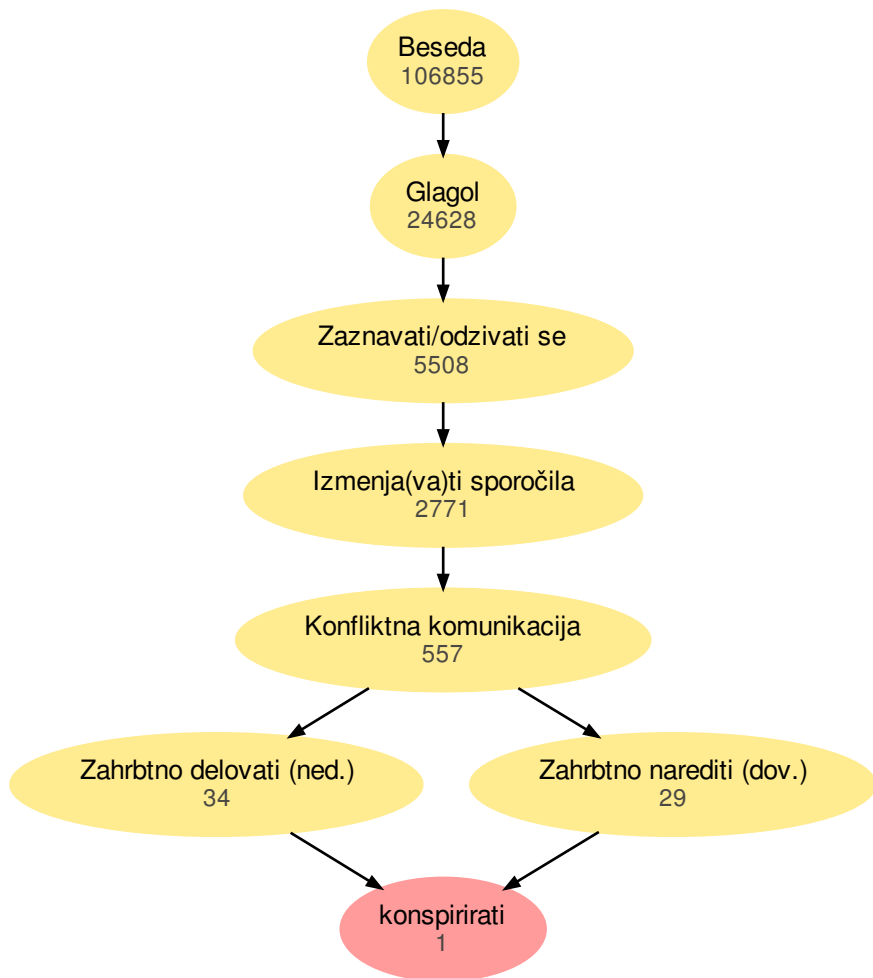 Beseda
106855
Glagol
24628
Zaznavati/odzivati se
5508
Izmenja(va)ti sporočila
2771
Konfliktna komunikacija
557
Zahrbtno delovati (ned.)
34
Zahrbtno narediti (dov.)
29
konspirirati
1